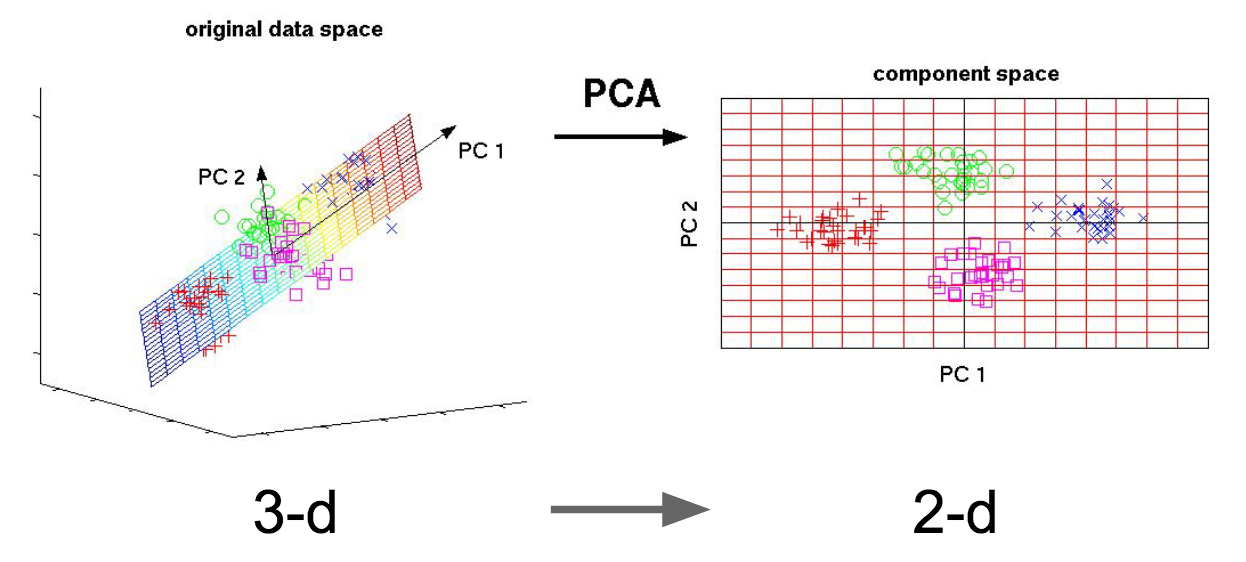 original data space
PC 1
PC 2
PCA
component space
PC 2
PC 1
3-d
2-d